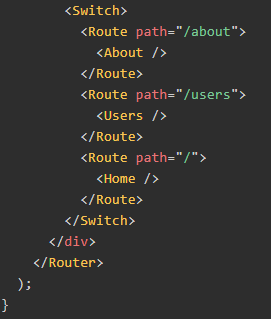 <Switch>
<Route path="/about">
<About />
</Route>
<Route path="/users">
<Users />
</Route>
<Route path="/">
<Home />
</Route>
</Switch>
</div>
</Router>
);
}